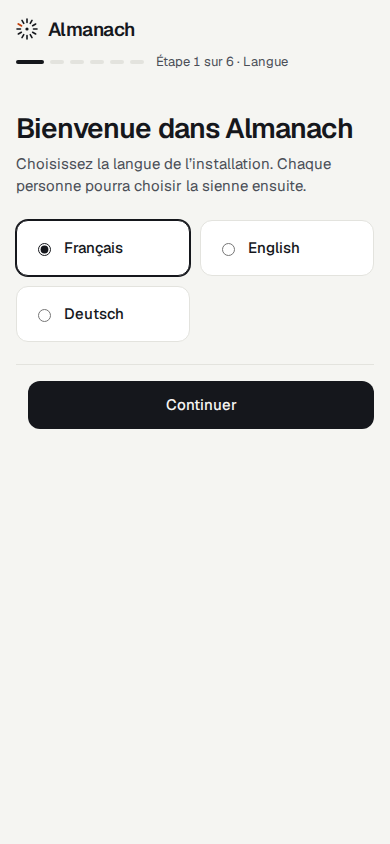 Almanach
Étape 1 sur 6 · Langue
Bienvenue dans Almanach
Choisissez la langue de l'installation. Chaque
personne pourra choisir la sienne ensuite.
Français
English
Deutsch
Continuer